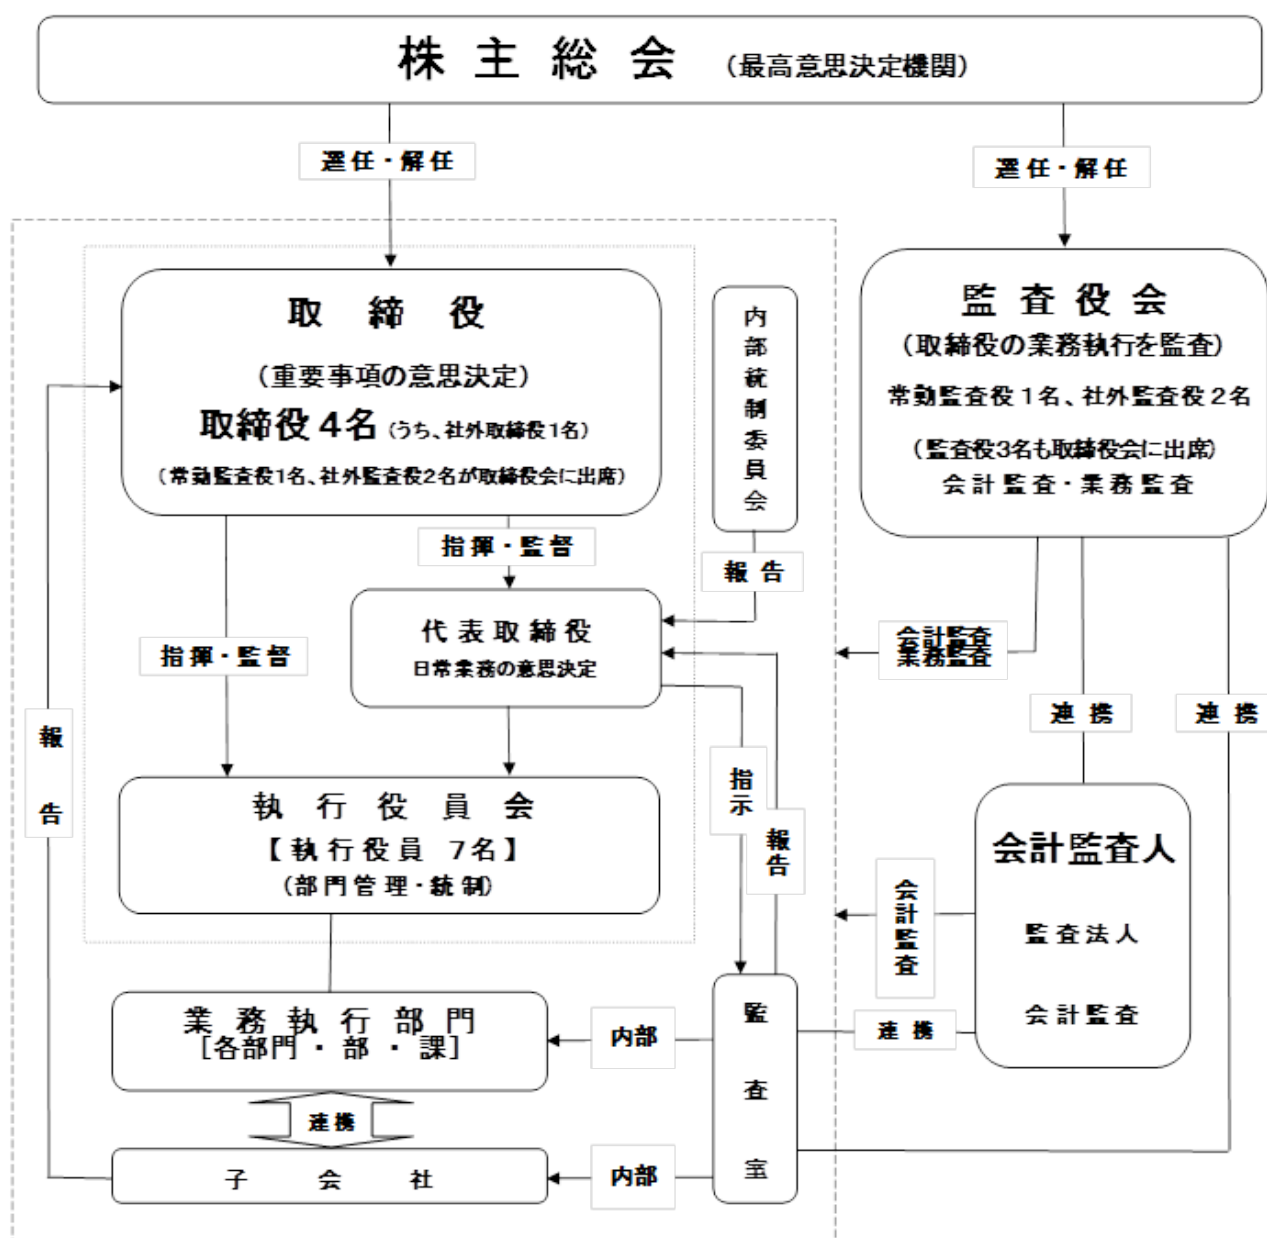 株主総会 (最高意思決定機関)
選任・解任
選任・解任
取締役
(重要事項の意思決定)
取締役4名 (うち、社外取締役1名)
(常勤監査役1名、社外監査役2名が取締役会に出席)
内部統制委員会
監査役会
(取締役の業務執行を監査)
常勤監査役1名、社外監査役2名
(監査役3名も取締役会に出席)
会計監査・業務監査
指揮・監督
報告
代表取締役
日常業務の意思決定
指揮・監督
会計監査
業務監査
連携
連携
報告
指示
報告
執行役員会
【執行役員 7名】
(部門管理・統制)
会計監査人
監査法人
会計監査
会計監査
業務執行部門
[各部門・部・課]
内部
監査室
連携
連携
子会社
内部